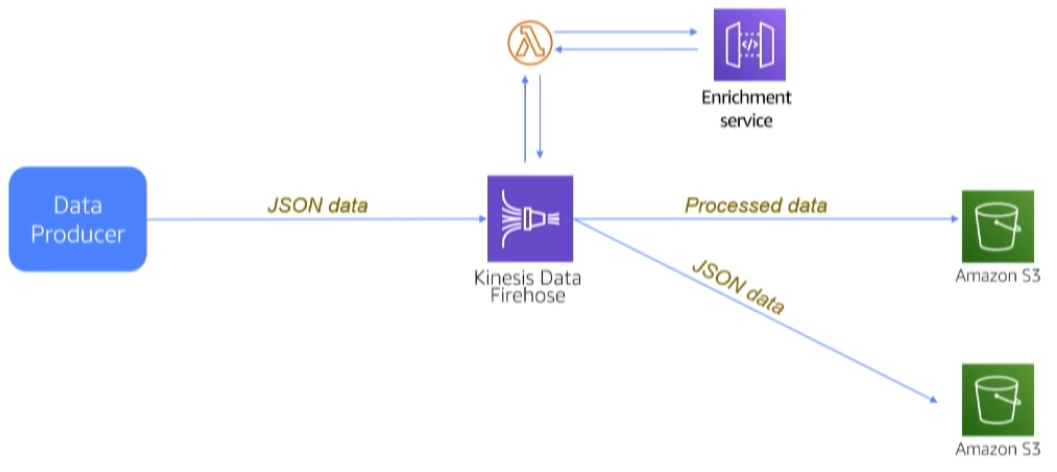 </>
Enrichment
service
Data
Producer
JSON data
Kinesis Data
Firehose
Processed data
Amazon S3
JSON data
Amazon S3